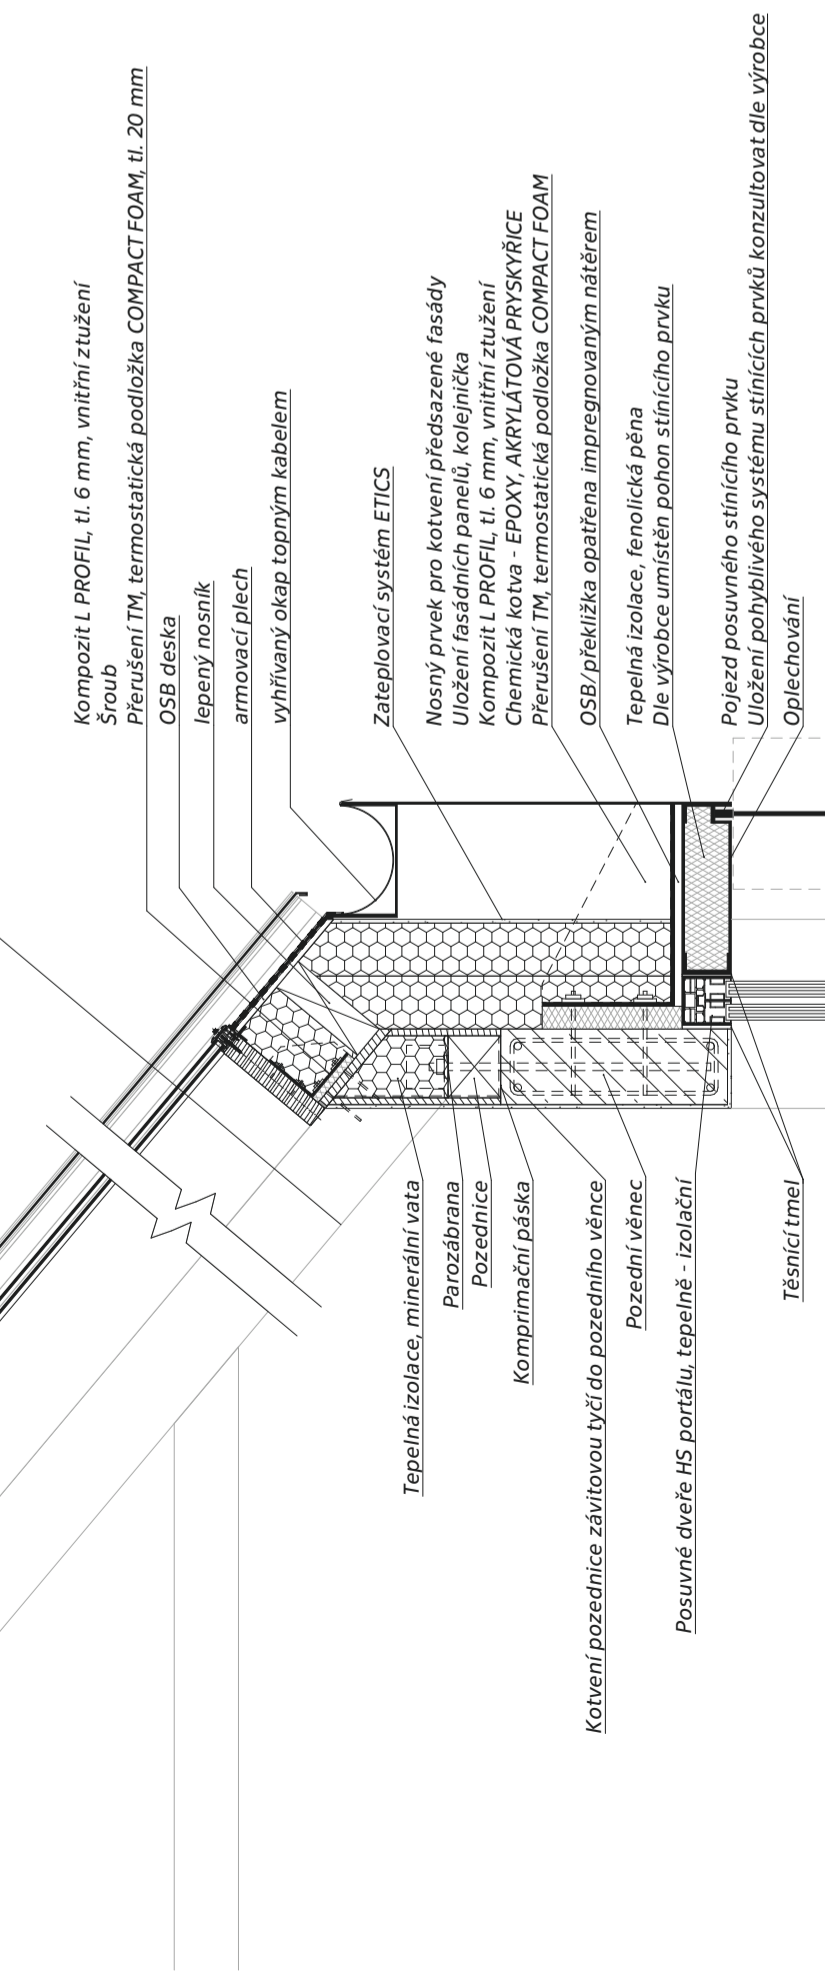 Kompozit L PROFIL, tl. 6 mm, vnitřní ztužení
Šroub
Přerušení TM, termostatická podložka COMPACT FOAM, tl. 20 mm
OSB deska
lepený nosník
armovací plech
vyhřívaný okap topným kabelem
Zateplovací systém ETICS
Nosný prvek pro kotvení předsazené fasády
Uložení fasádních panelů, kolejnička
Kompozit L PROFIL, tl. 6 mm, vnitřní ztužení
Chemická kotva - EPOXY, AKRYLÁTOVÁ PRYSKYŘICE
Přerušení TM, termostatická podložka COMPACT FOAM
OSB/překližka opatřena impregnovaným nátěrem
Tepelná izolace, fenolická pěna
Dle výrobce umístěn pohon stínícího prvku
Pojezd posuvného stínícího prvku
Uložení pohyblivého systému stínících prvků konzultovat dle výrobce
Oplechování
Tepelná izolace, minerální vata
Parozábrana
Pozednice
Komprimační páska
Kotvení pozednice závitovou tyčí do pozedního věnce
Pozední věnec
Posuvné dveře HS portálu, tepelně - izolační
Těsnící tmel